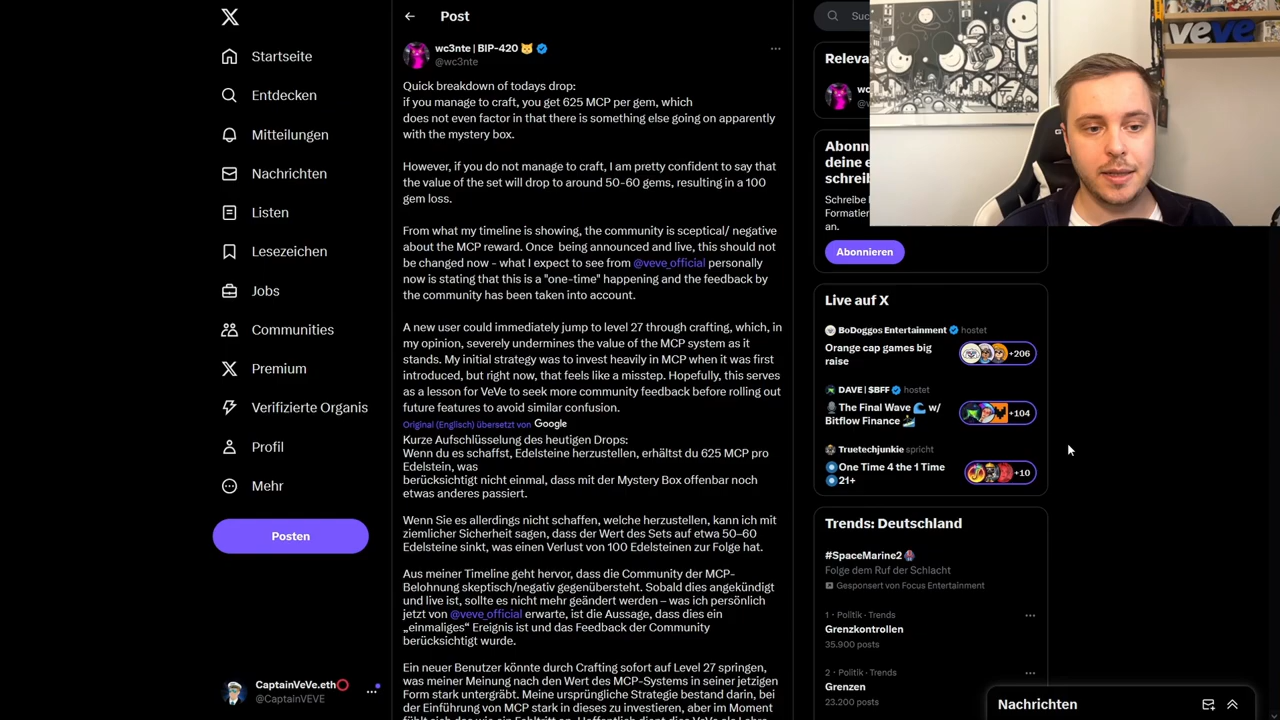 Startseite
Entdecken
Mitteilungen
Nachrichten
Listen
Lesezeichen
Jobs
Communities
Premium
Verifizierte Organis
Profil
Mehr
Posten
CaptainVeVe.eth
@CaptainVEVE
Post
wc3nte | BIP-420
@wc3nte
Quick breakdown of todays drop:
if you manage to craft, you get 625 MCP per gem, which
does not even factor in that there is something else going on apparently
with the mystery box.
However, if you do not manage to craft, I am pretty confident to say that
the value of the set will drop to around 50-60 gems, resulting in a 100
gem loss.
From what my timeline is showing, the community is sceptical/ negative
about the MCP reward. Once being announced and live, this should not
be changed now - what I expect to see from @veve_official personally
now is stating that this is a "one-time" happening and the feedback by
the community has been taken into account.
A new user could immediately jump to level 27 through crafting, which, in
my opinion, severely undermines the value of the MCP system as it
stands. My initial strategy was to invest heavily in MCP when it was first
introduced, but right now, that feels like a misstep. Hopefully, this serves
as a lesson for VeVe to seek more community feedback before rolling out
future features to avoid similar confusion.
Original (Englisch) übersetzt von Google
Kurze Aufschlüsselung des heutigen Drops:
Wenn du es schaffst, Edelsteine herzustellen, erhältst du 625 MCP pro
Edelstein, was
berücksichtigt nicht einmal, dass mit der Mystery Box offenbar noch
etwas anderes passiert.
Wenn Sie es allerdings nicht schaffen, welche herzustellen, kann ich mit
ziemlicher Sicherheit sagen, dass der Wert des Sets auf etwa 50–60
Edelsteine sinkt, was einen Verlust von 100 Edelsteinen zur Folge hat.
Aus meiner Timeline geht hervor, dass die Community der MCP-
Belohnung skeptisch/negativ gegenübersteht. Sobald dies angekündigt
und live ist, sollte es nicht mehr geändert werden – was ich persönlich
jetzt von @veve_official erwarte, ist die Aussage, dass dies ein
„einmaliges“ Ereignis ist und das Feedback der Community
berücksichtigt wurde.
Ein neuer Benutzer könnte durch Crafting sofort auf Level 27 springen,
was meiner Meinung nach den Wert des MCP-Systems in seiner jetzigen
Form stark untergräbt. Meine ursprüngliche Strategie bestand darin, bei
der Einführung von MCP stark in dieses zu investieren, aber im Moment
Suc
Releva
wc
Abonn
deine e
schreib
Schreibe
Formatie
an.
Abonnieren
veve
Live auf X
BoDoggos Entertainment hostet
Orange cap games big
raise
+206
DAVE | $BFF hostet
The Final Wave w/
Bitflow Finance
+104
Truetechjunkie spricht
One Time 4 the 1 Time
21+
+10
Trends: Deutschland
#SpaceMarine2
Folge dem Ruf der Schlacht
Gesponsert von Focus Entertainment
1 · Politik · Trends
Grenzkontrollen
35.900 posts
2 · Politik · Trends
Grenzen
23.200 posts
Nachrichten